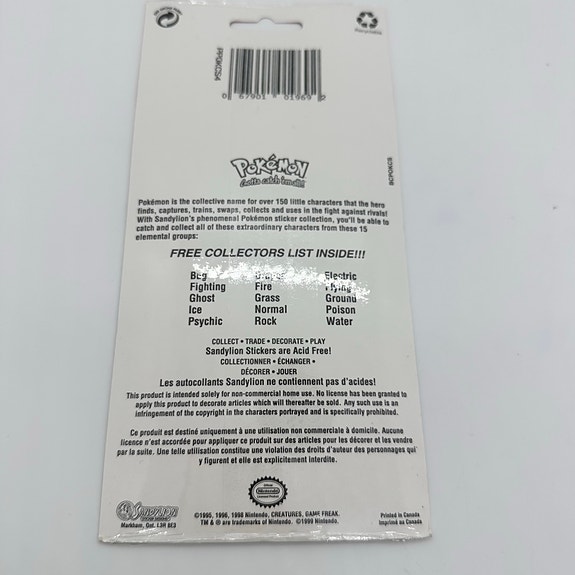 Recyclable
PPOKCS4
0 67901 01969 2
BCPOKCS
POKéMON
Gotta catch 'em all!
Pokémon is the collective name for over 150 little characters that the hero
finds, captures, trains, swaps, collects and uses in the fight against rivals!
With Sandylion's phenomenal Pokémon sticker collection, you'll be able to
catch and collect all of these extraordinary characters from these 15
elemental groups:
FREE COLLECTORS LIST INSIDE!!!
Bug Electric
Fighting Fire Flying
Ghost Grass Ground
Ice Normal Poison
Psychic Rock Water
COLLECT • TRADE • DECORATE • PLAY
Sandylion Stickers are Acid Free!
COLLECTIONNER • ÉCHANGER •
DÉCORER • JOUER
Les autocollants Sandylion ne contiennent pas d'acides!
This product is intended solely for non-commercial home use. No license has been granted to
apply this product to decorate articles which will thereafter be sold. Any such use is an
infringement of the copyright in the characters portrayed and is specifically prohibited.
Ce produit est destiné uniquement à une utilisation non commerciale à domicile. Aucune
licence n'est accordée pour appliquer ce produit sur des articles pour les décorer et les vendre
par la suite. Une telle utilisation constitue une violation des droits d'auteur des personnages qui
y figurent et elle est explicitement interdite.
Official
Nintendo
Licensed Product
SANDYLION
Markham, Ont. L3R 8E3
©1995, 1996, 1998 Nintendo, CREATURES, GAME FREAK.
TM & ® are trademarks of Nintendo. ©1999 Nintendo.
Printed in Canada
Imprimé au Canada